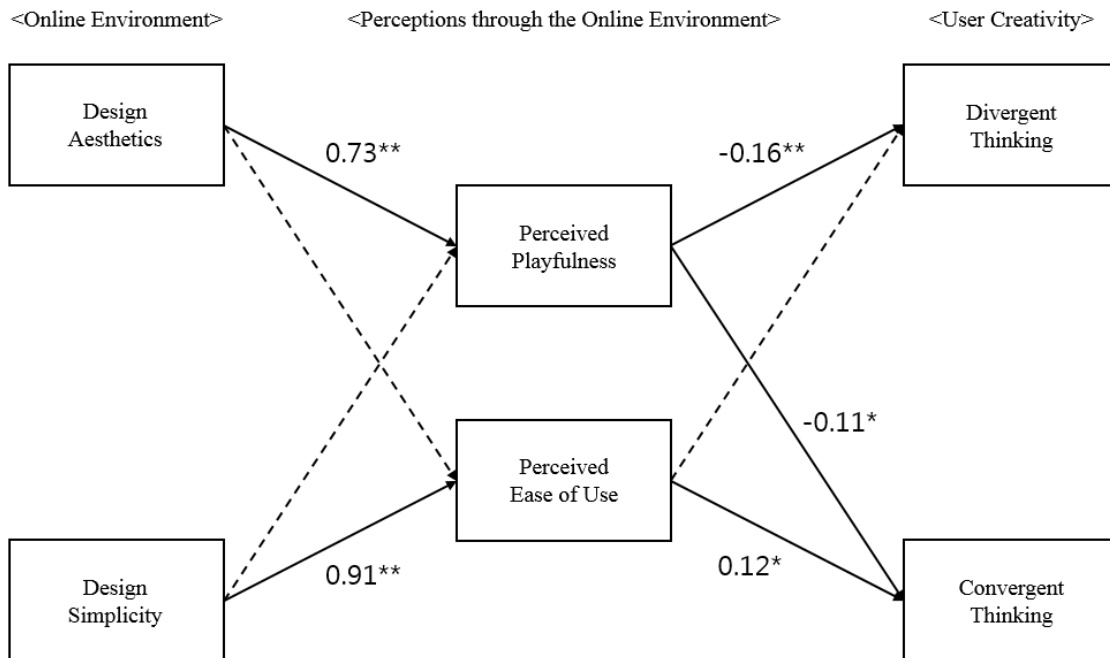 <Online Environment>
<Perceptions through the Online Environment>
<User Creativity>
Design
Aesthetics
Divergent
Thinking
0.73**
-0.16**
Perceived
Playfulness
-0.11*
Perceived
Ease of Use
0.91**
0.12*
Design
Simplicity
Convergent
Thinking